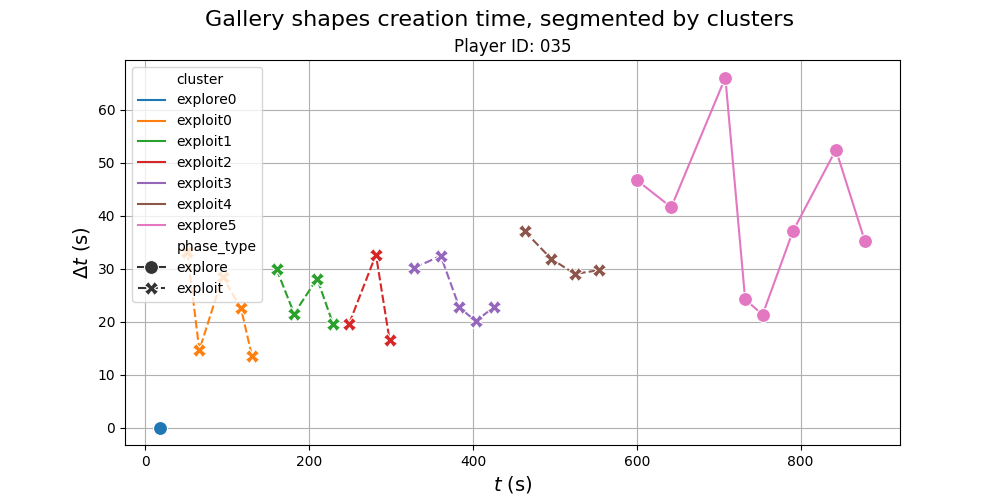 Gallery shapes creation time, segmented by clusters
Player ID: 035
cluster
explore0
exploit0
exploit1
exploit2
exploit3
exploit4
explore5
phase_type
explore
exploit
Δt (s)
60
50
40
30
20
10
0
0 200 400 600 800
t (s)